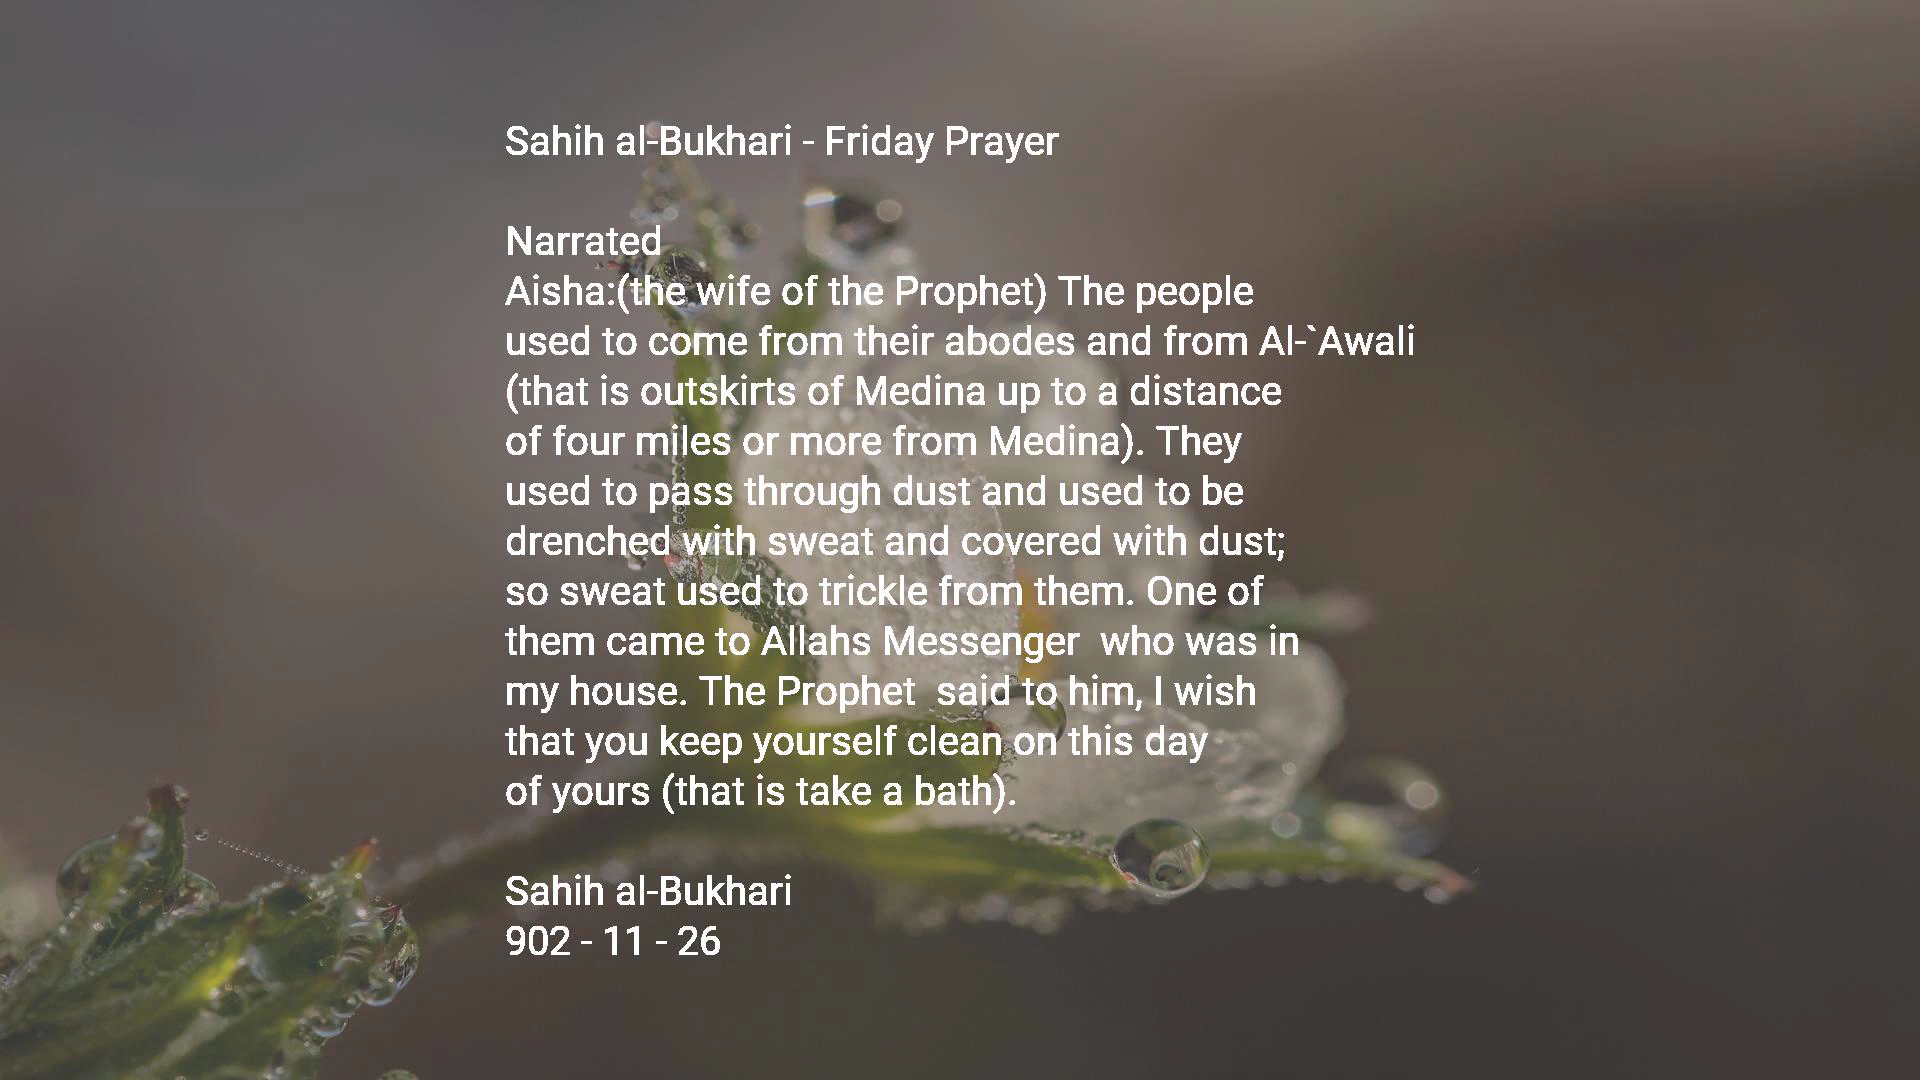 Sahih al-Bukhari - Friday Prayer
Narrated
Aisha:(the wife of the Prophet) The people
used to come from their abodes and from Al-`Awali
(that is outskirts of Medina up to a distance
of four miles or more from Medina). They
used to pass through dust and used to be
drenched with sweat and covered with dust;
so sweat used to trickle from them. One of
them came to Allahs Messenger  who was in
my house. The Prophet  said to him, I wish
that you keep yourself clean on this day
of yours (that is take a bath).
Sahih al-Bukhari
902 - 11 - 26